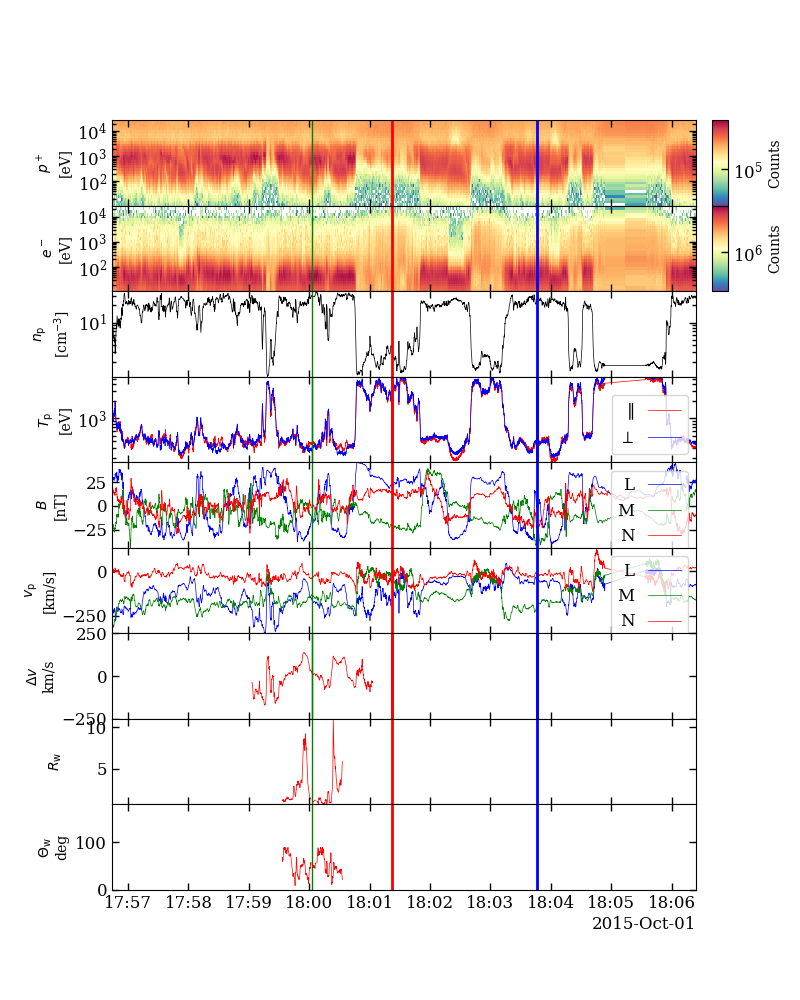 10⁴
10³
10²
p⁺
[eV]
10⁵
Counts
10⁴
10³
10²
e⁻
[eV]
10⁶
Counts
10¹
nₚ
[cm⁻³]
10³
Tₚ
[eV]
∥
⊥
25
0
−25
B
[nT]
L
M
N
0
−250
vₚ
[km/s]
L
M
N
250
0
−250
Δv
km/s
10
5
R_w
100
0
Θ_w
deg
17:57 17:58 17:59 18:00 18:01 18:02 18:03 18:04 18:05 18:06
2015-Oct-01